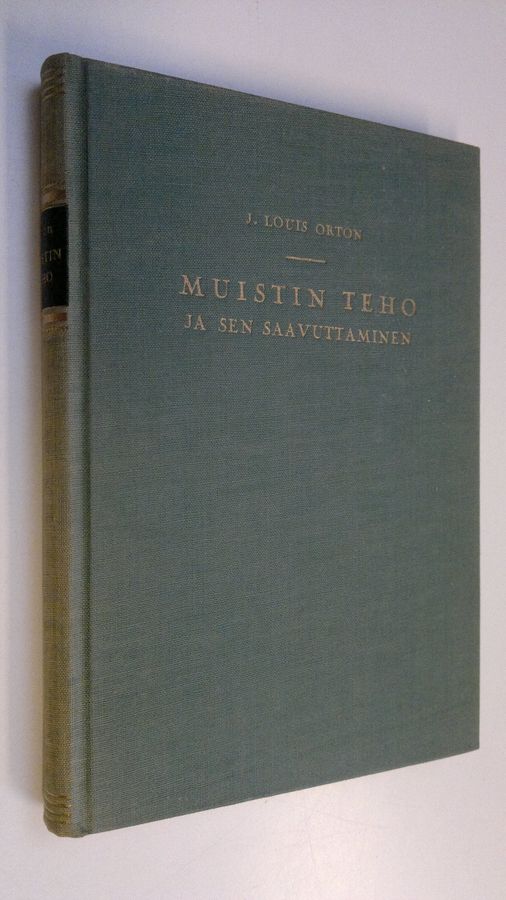 J. LOUIS ORTON
MUISTIN TEHO
JA SEN SAAVUTTAMINEN